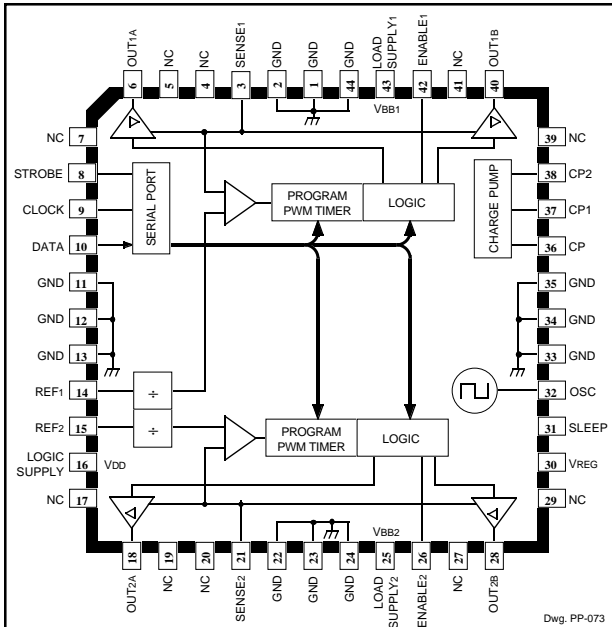 OUT1A
NC
NC
SENSE1
GND
GND
GND
LOAD
SUPPLY1
ENABLE1
NC
OUT1B
6
5
4
3
2
1
44
43
42
41
40
VBB1
NC 7
STROBE 8
CLOCK 9
DATA 10
GND 11
GND 12
GND 13
REF1 14
REF2 15
LOGIC
SUPPLY 16 VDD
NC 17
SERIAL PORT
PROGRAM
PWM TIMER
LOGIC
CHARGE PUMP
÷
÷
PROGRAM
PWM TIMER
LOGIC
39 NC
38 CP2
37 CP1
36 CP
35 GND
34 GND
33 GND
32 OSC
31 SLEEP
30 VREG
29 NC
VBB2
18
19
20
21
22
23
24
25
26
27
28
OUT2A
NC
NC
SENSE2
GND
GND
GND
LOAD
SUPPLY2
ENABLE2
NC
OUT2B
Dwg. PP-073